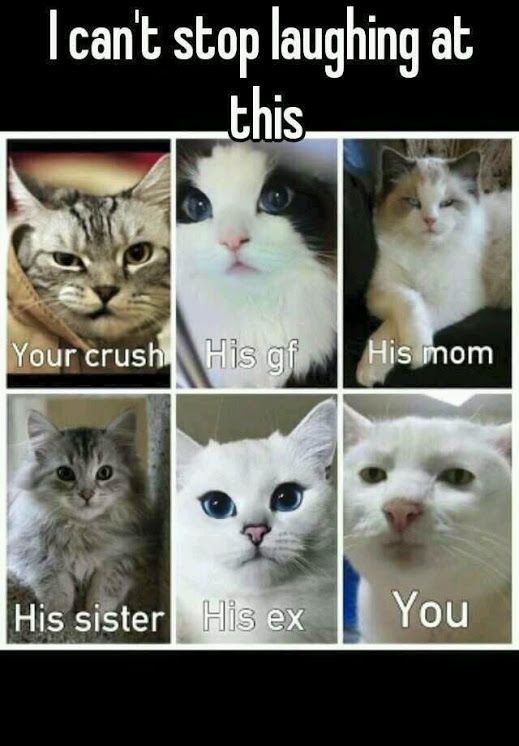 I can't stop laughing at
this
Your crush
His gf
His mom
His sister
His ex
You